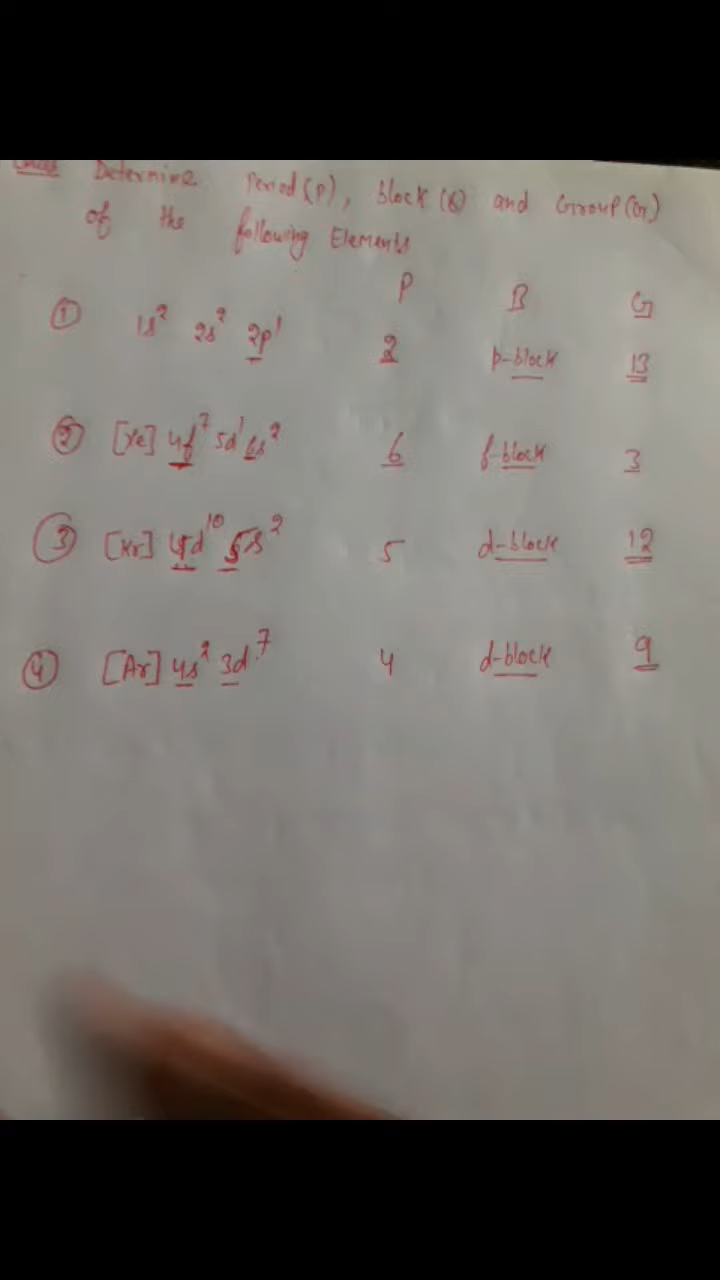 Determine Period(P), block (B) and Group(G)
of the following Elements
P B G
① 1s² 2s² 2p¹ 2 p-block 13
② [Xe] 4f⁷ 5d¹ 6s² 6 f-block 3
③ [Kr] 4d¹⁰ 5s² 5 d-block 12
④ [Ar] 4s² 3d⁷ 4 d-block 9